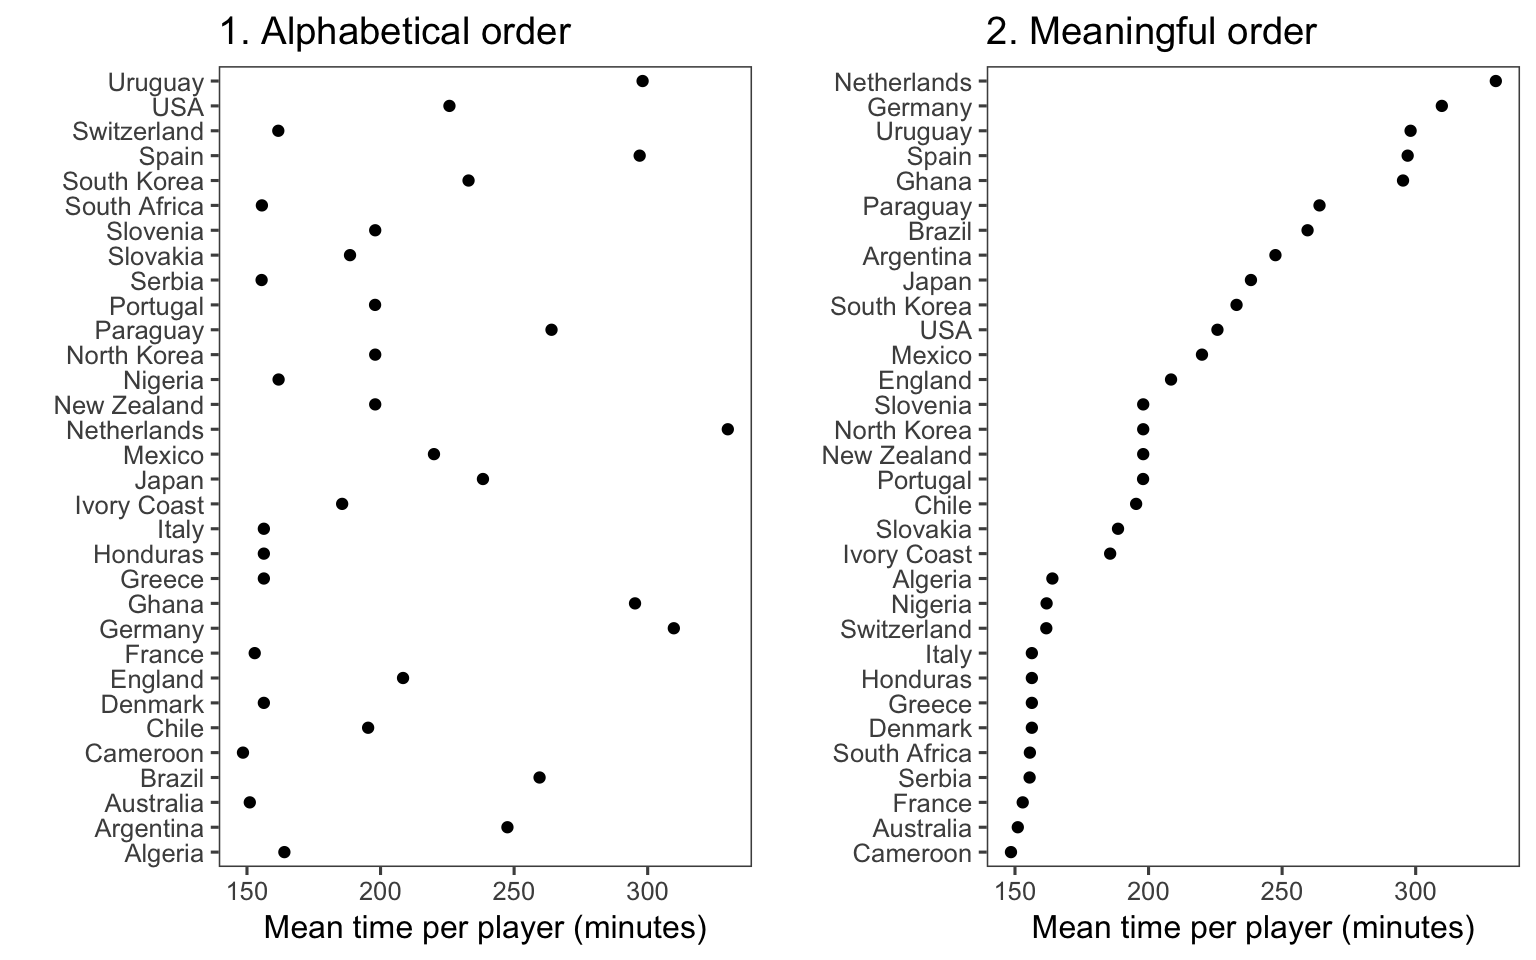 1. Alphabetical order
Uruguay
USA
Switzerland
Spain
South Korea
South Africa
Slovenia
Slovakia
Serbia
Portugal
Paraguay
North Korea
Nigeria
New Zealand
Netherlands
Mexico
Japan
Ivory Coast
Italy
Honduras
Greece
Ghana
Germany
France
England
Denmark
Chile
Cameroon
Brazil
Australia
Argentina
Algeria
150 200 250 300
Mean time per player (minutes)
2. Meaningful order
Netherlands
Germany
Uruguay
Spain
Ghana
Paraguay
Brazil
Argentina
Japan
South Korea
USA
Mexico
England
Slovenia
North Korea
New Zealand
Portugal
Chile
Slovakia
Ivory Coast
Algeria
Nigeria
Switzerland
Italy
Honduras
Greece
Denmark
South Africa
Serbia
France
Australia
Cameroon
150 200 250 300
Mean time per player (minutes)